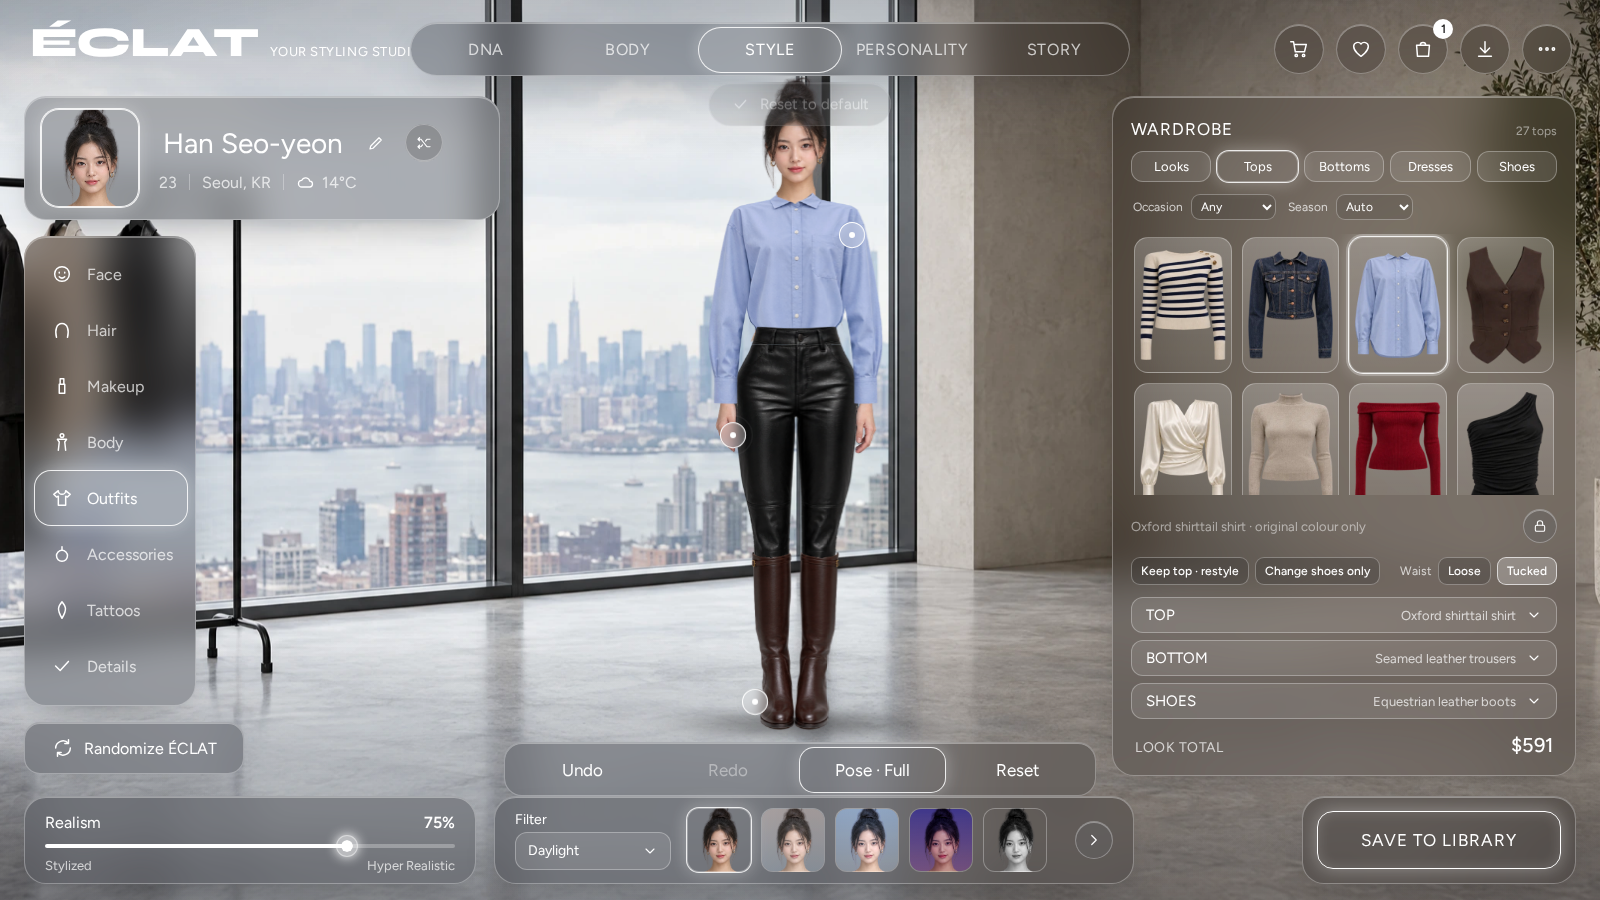 ÉCLAT YOUR STYLING STUDI
DNA BODY STYLE PERSONALITY STORY
1
Reset to default
Han Seo-yeon
23 Seoul, KR 14°C
Face
Hair
Makeup
Body
Outfits
Accessories
Tattoos
Details
Randomize ÉCLAT
Realism 75%
Stylized Hyper Realistic
Undo Redo Pose · Full Reset
Filter
Daylight
WARDROBE 27 tops
Looks Tops Bottoms Dresses Shoes
Occasion Any Season Auto
Oxford shirttail shirt · original colour only
Keep top · restyle Change shoes only Waist Loose Tucked
TOP Oxford shirttail shirt
BOTTOM Seamed leather trousers
SHOES Equestrian leather boots
LOOK TOTAL $591
SAVE TO LIBRARY